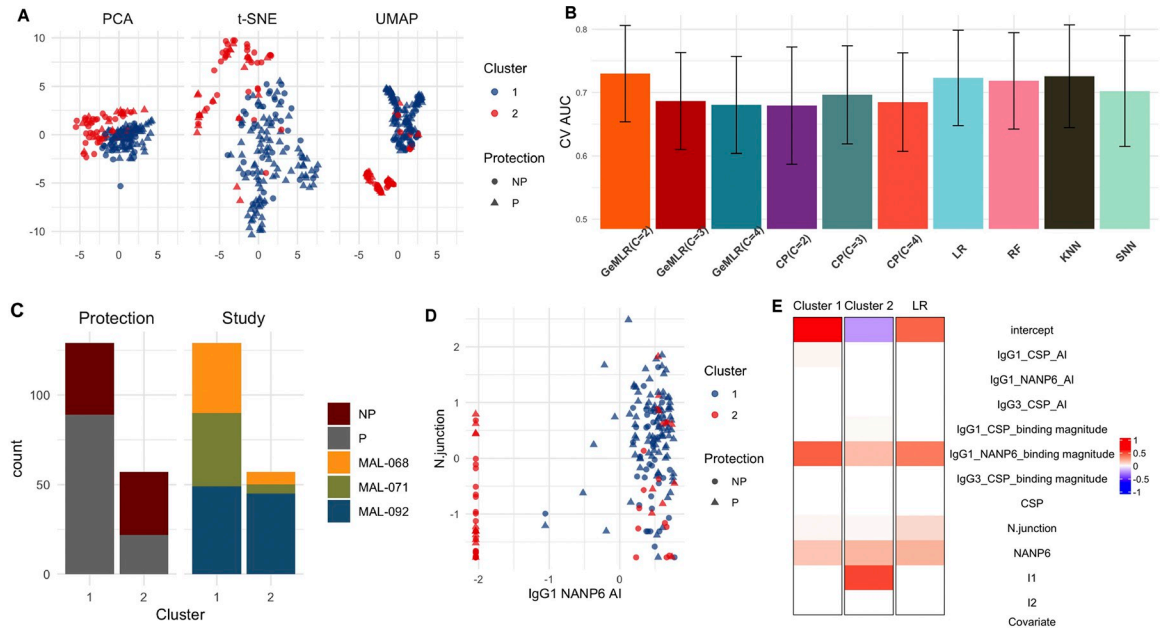 A
PCA
t-SNE
UMAP
10
5
0
-5
-10
-5
0
5
-5
0
5
-5
0
5
Cluster
1
2
Protection
NP
P
B
CV AUC
0.8
0.7
0.6
0.5
GeMLR(C=2)
GeMLR(C=3)
GeMLR(C=4)
CP(C=2)
CP(C=3)
CP(C=4)
LR
RF
KNN
SNN
C
Protection
Study
count
100
50
0
1
2
1
2
Cluster
NP
P
MAL-068
MAL-071
MAL-092
D
N.junction
2
1
0
-1
-2
-1
0
IgG1 NANP6 AI
Cluster
1
2
Protection
NP
P
E
Cluster 1
Cluster 2
LR
intercept
IgG1_CSP_AI
IgG1_NANP6_AI
IgG3_CSP_AI
IgG1_CSP_binding magnitude
IgG1_NANP6_binding magnitude
IgG3_CSP_binding magnitude
CSP
N.junction
NANP6
I1
I2
Covariate
1
0.5
0
-0.5
-1